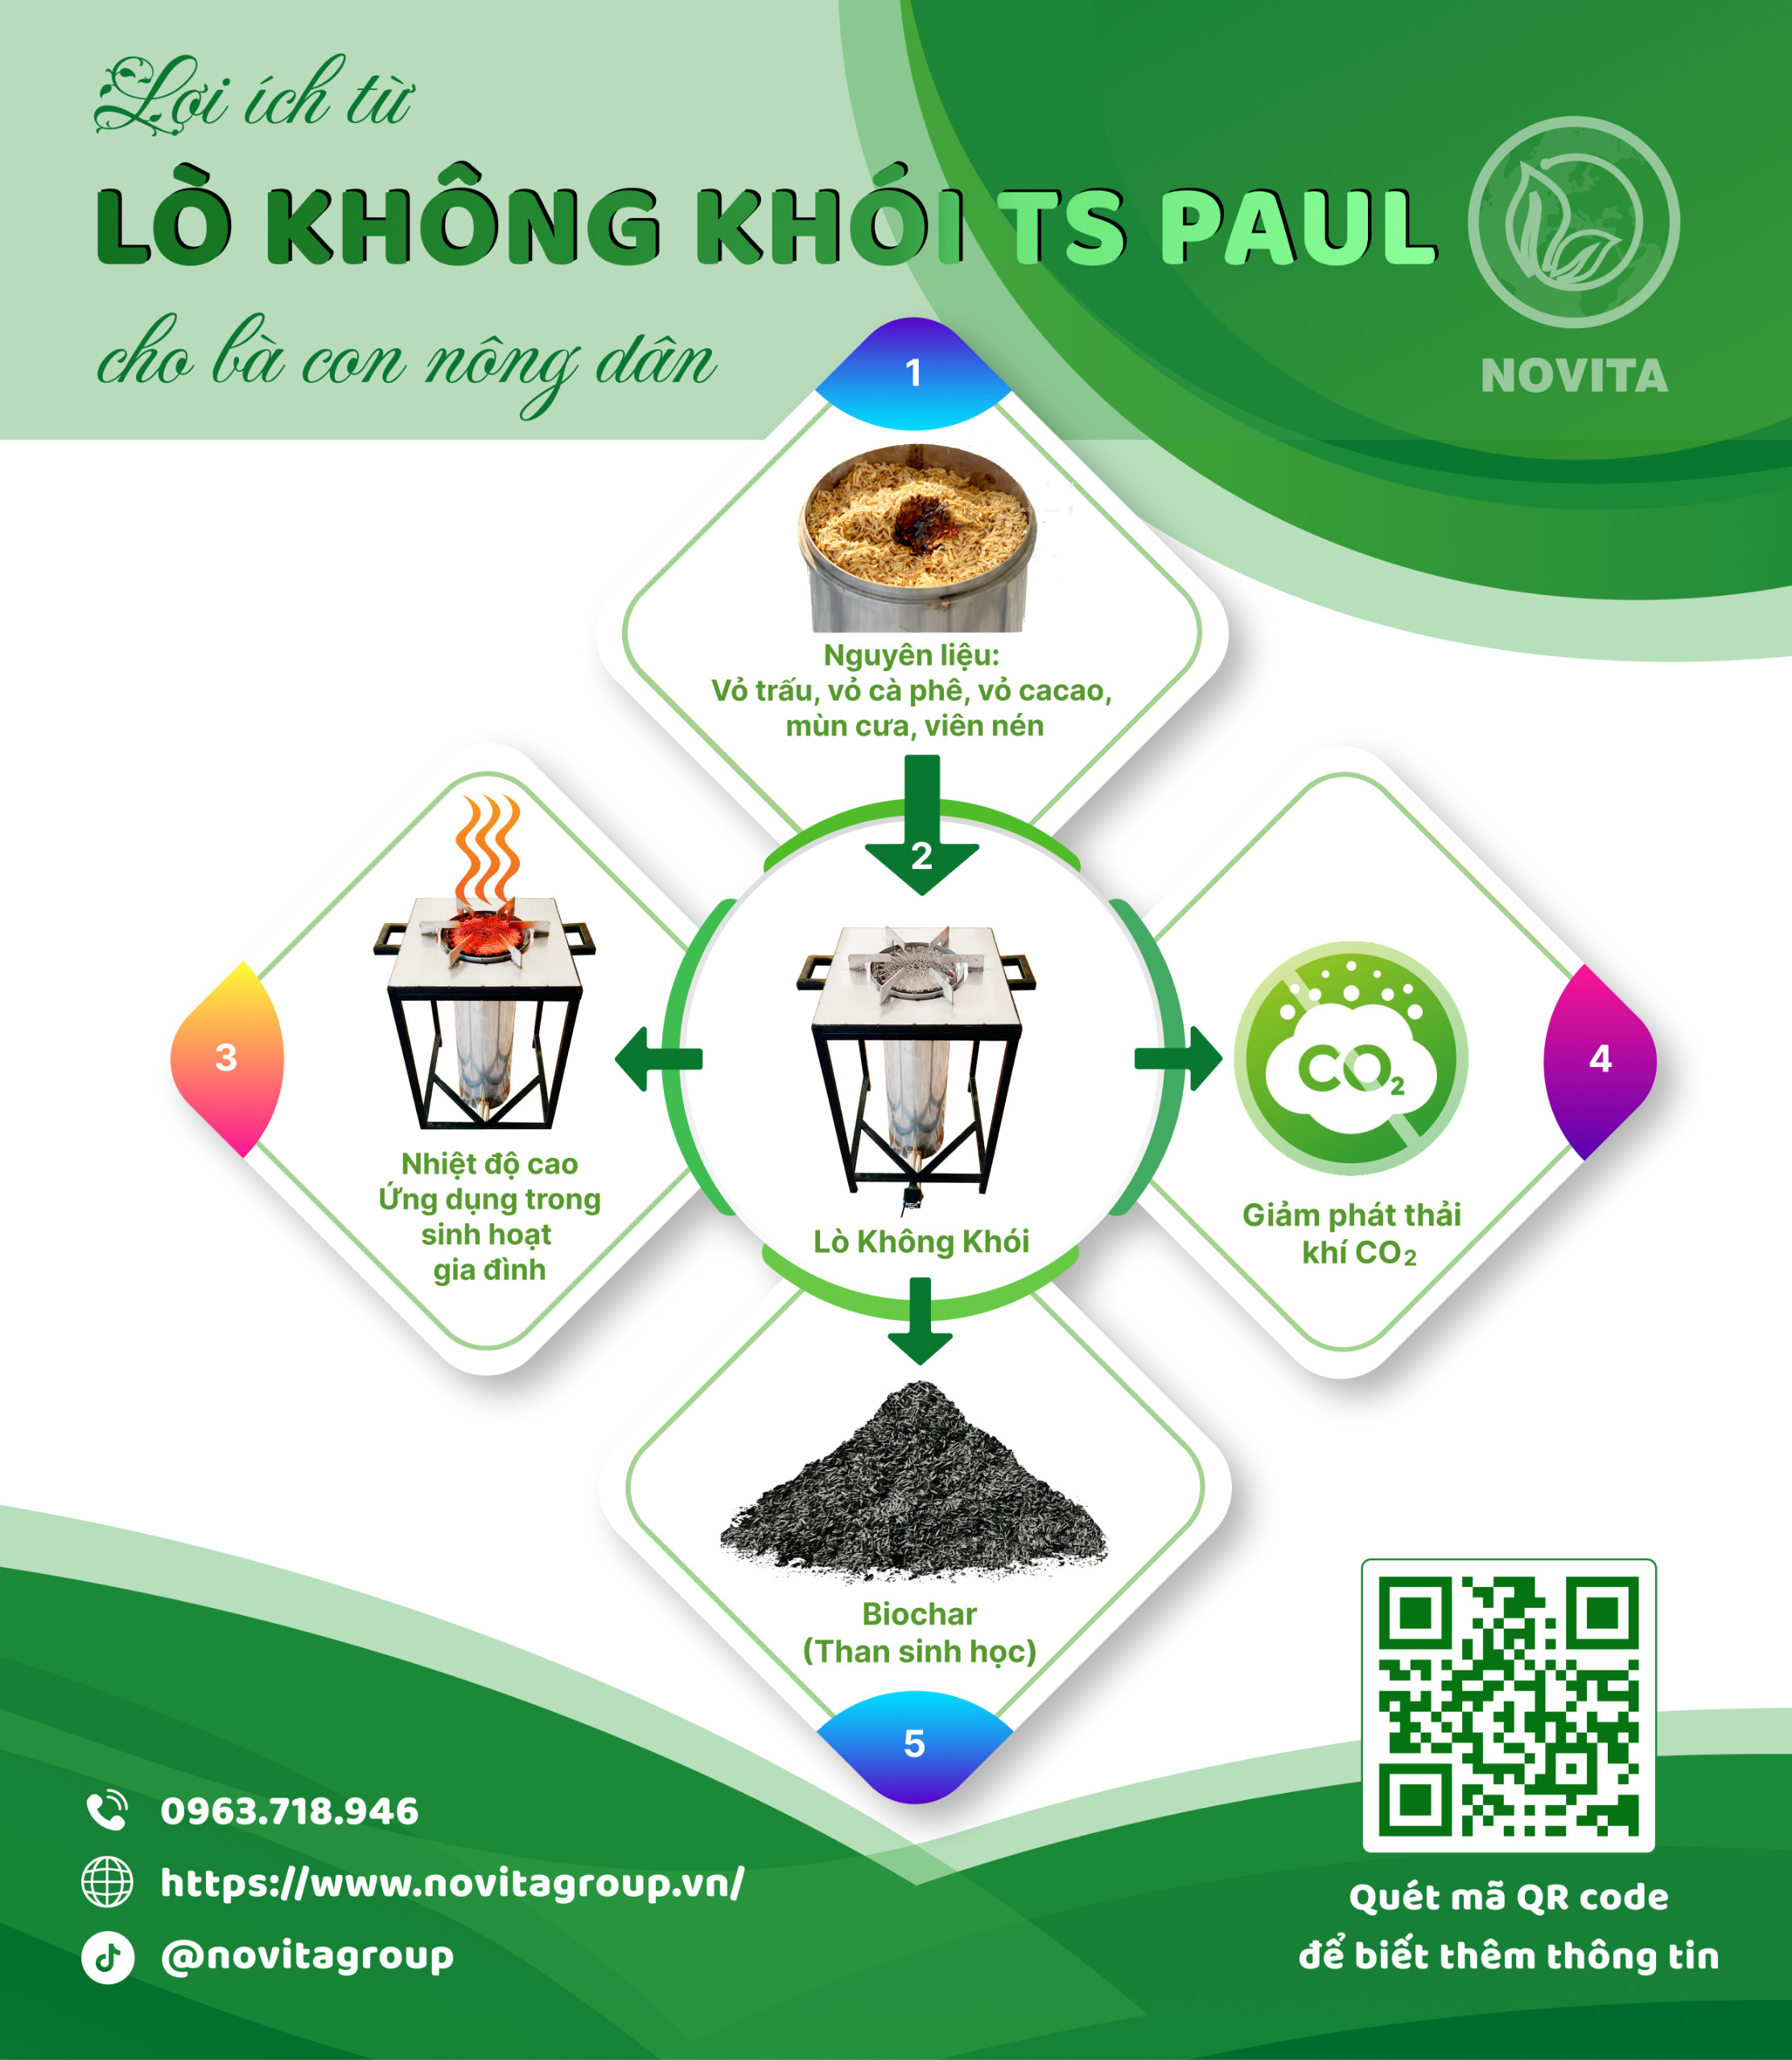 Lợi ích từ
LÒ KHÔNG KHÓI TS PAUL
cho bà con nông dân
NOVITA
1
Nguyên liệu:
Vỏ trấu, vỏ cà phê, vỏ cacao,
mùn cưa, viên nén
2
Lò Không Khói
3
Nhiệt độ cao
Ứng dụng trong
sinh hoạt
gia đình
CO₂
4
Giảm phát thải
khí CO₂
Biochar
(Than sinh học)
5
0963.718.946
https://www.novitagroup.vn/
@novitagroup
Quét mã QR code
để biết thêm thông tin